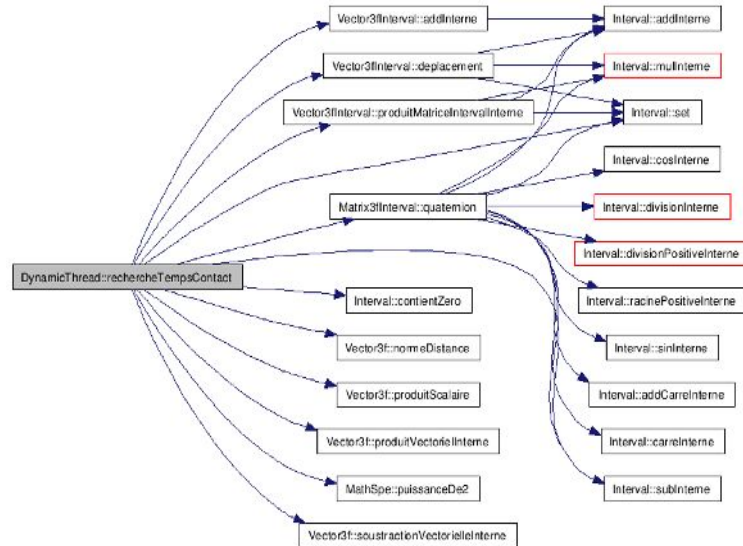 Vector3fInterval::addInterne
Interval::addInterne
Vector3fInterval::deplacement
Interval::mulInterne
Vector3fInterval::produitMatriceIntervalInterne
Interval::set
Interval::cosInterne
Matrix3fInterval::quaternion
Interval::divisionInterne
Interval::divisionPositiveInterne
DynamicThread::rechercheTempsContact
Interval::contientZero
Interval::racinePositiveInterne
Vector3f::normeDistance
Interval::sinInterne
Vector3f::produitScalaire
Interval::addCarreInterne
Vector3f::produitVectorielInterne
Interval::carreInterne
MathSpe::puissanceDe2
Interval::subInterne
Vector3f::soustractionVectorielleInterne